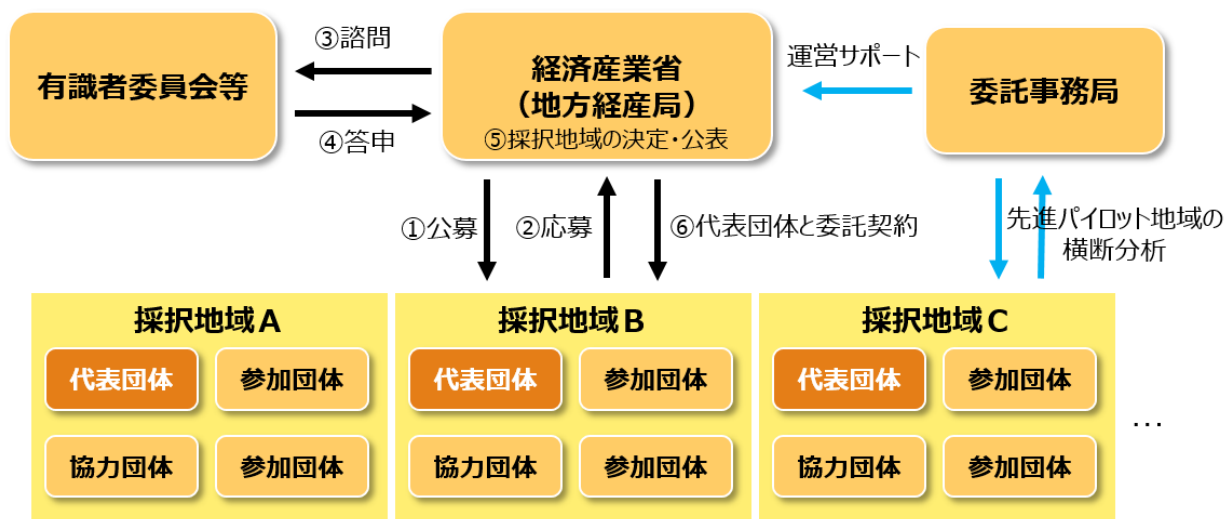 有識者委員会等
③諮問
④答申
経済産業省
(地方経産局)
⑤採択地域の決定・公表
運営サポート
委託事務局
①公募
②応募
⑥代表団体と委託契約
先進パイロット地域の
横断分析
採択地域A
代表団体
参加団体
協力団体
参加団体
採択地域B
代表団体
参加団体
協力団体
参加団体
採択地域C
代表団体
参加団体
協力団体
参加団体
…